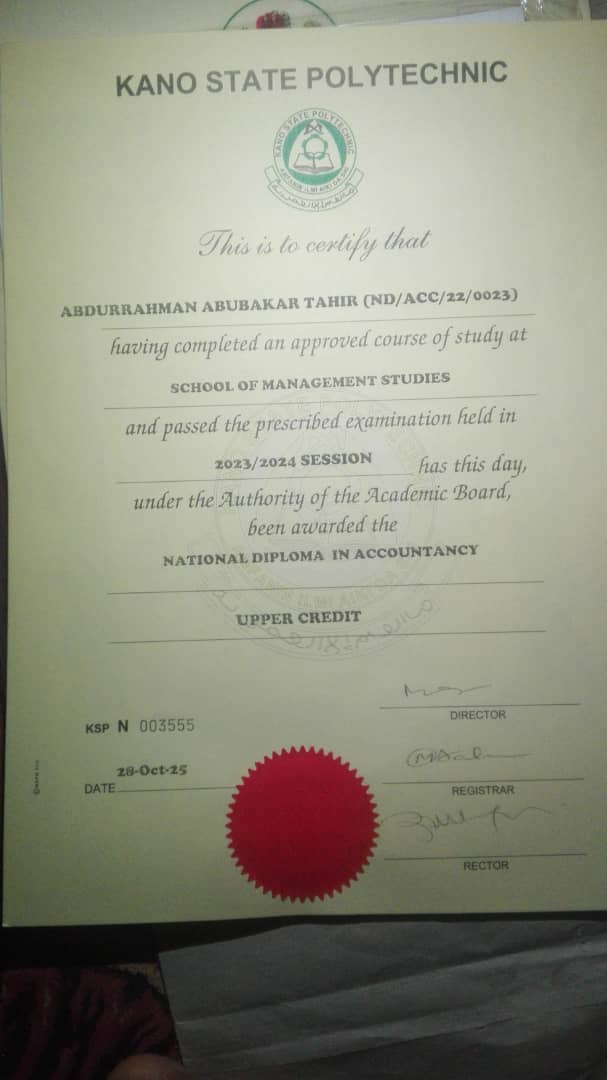 KANO STATE POLYTECHNIC
KANO STATE POLYTECHNIC
This is to certify that
ABDURRAHMAN ABUBAKAR TAHIR (ND/ACC/22/0023)
having completed an approved course of study at
SCHOOL OF MANAGEMENT STUDIES
and passed the prescribed examination held in
2023/2024 SESSION has this day,
under the Authority of the Academic Board,
been awarded the
NATIONAL DIPLOMA IN ACCOUNTANCY
UPPER CREDIT
DIRECTOR
KSP N 003555
REGISTRAR
DATE 28-Oct-25
RECTOR